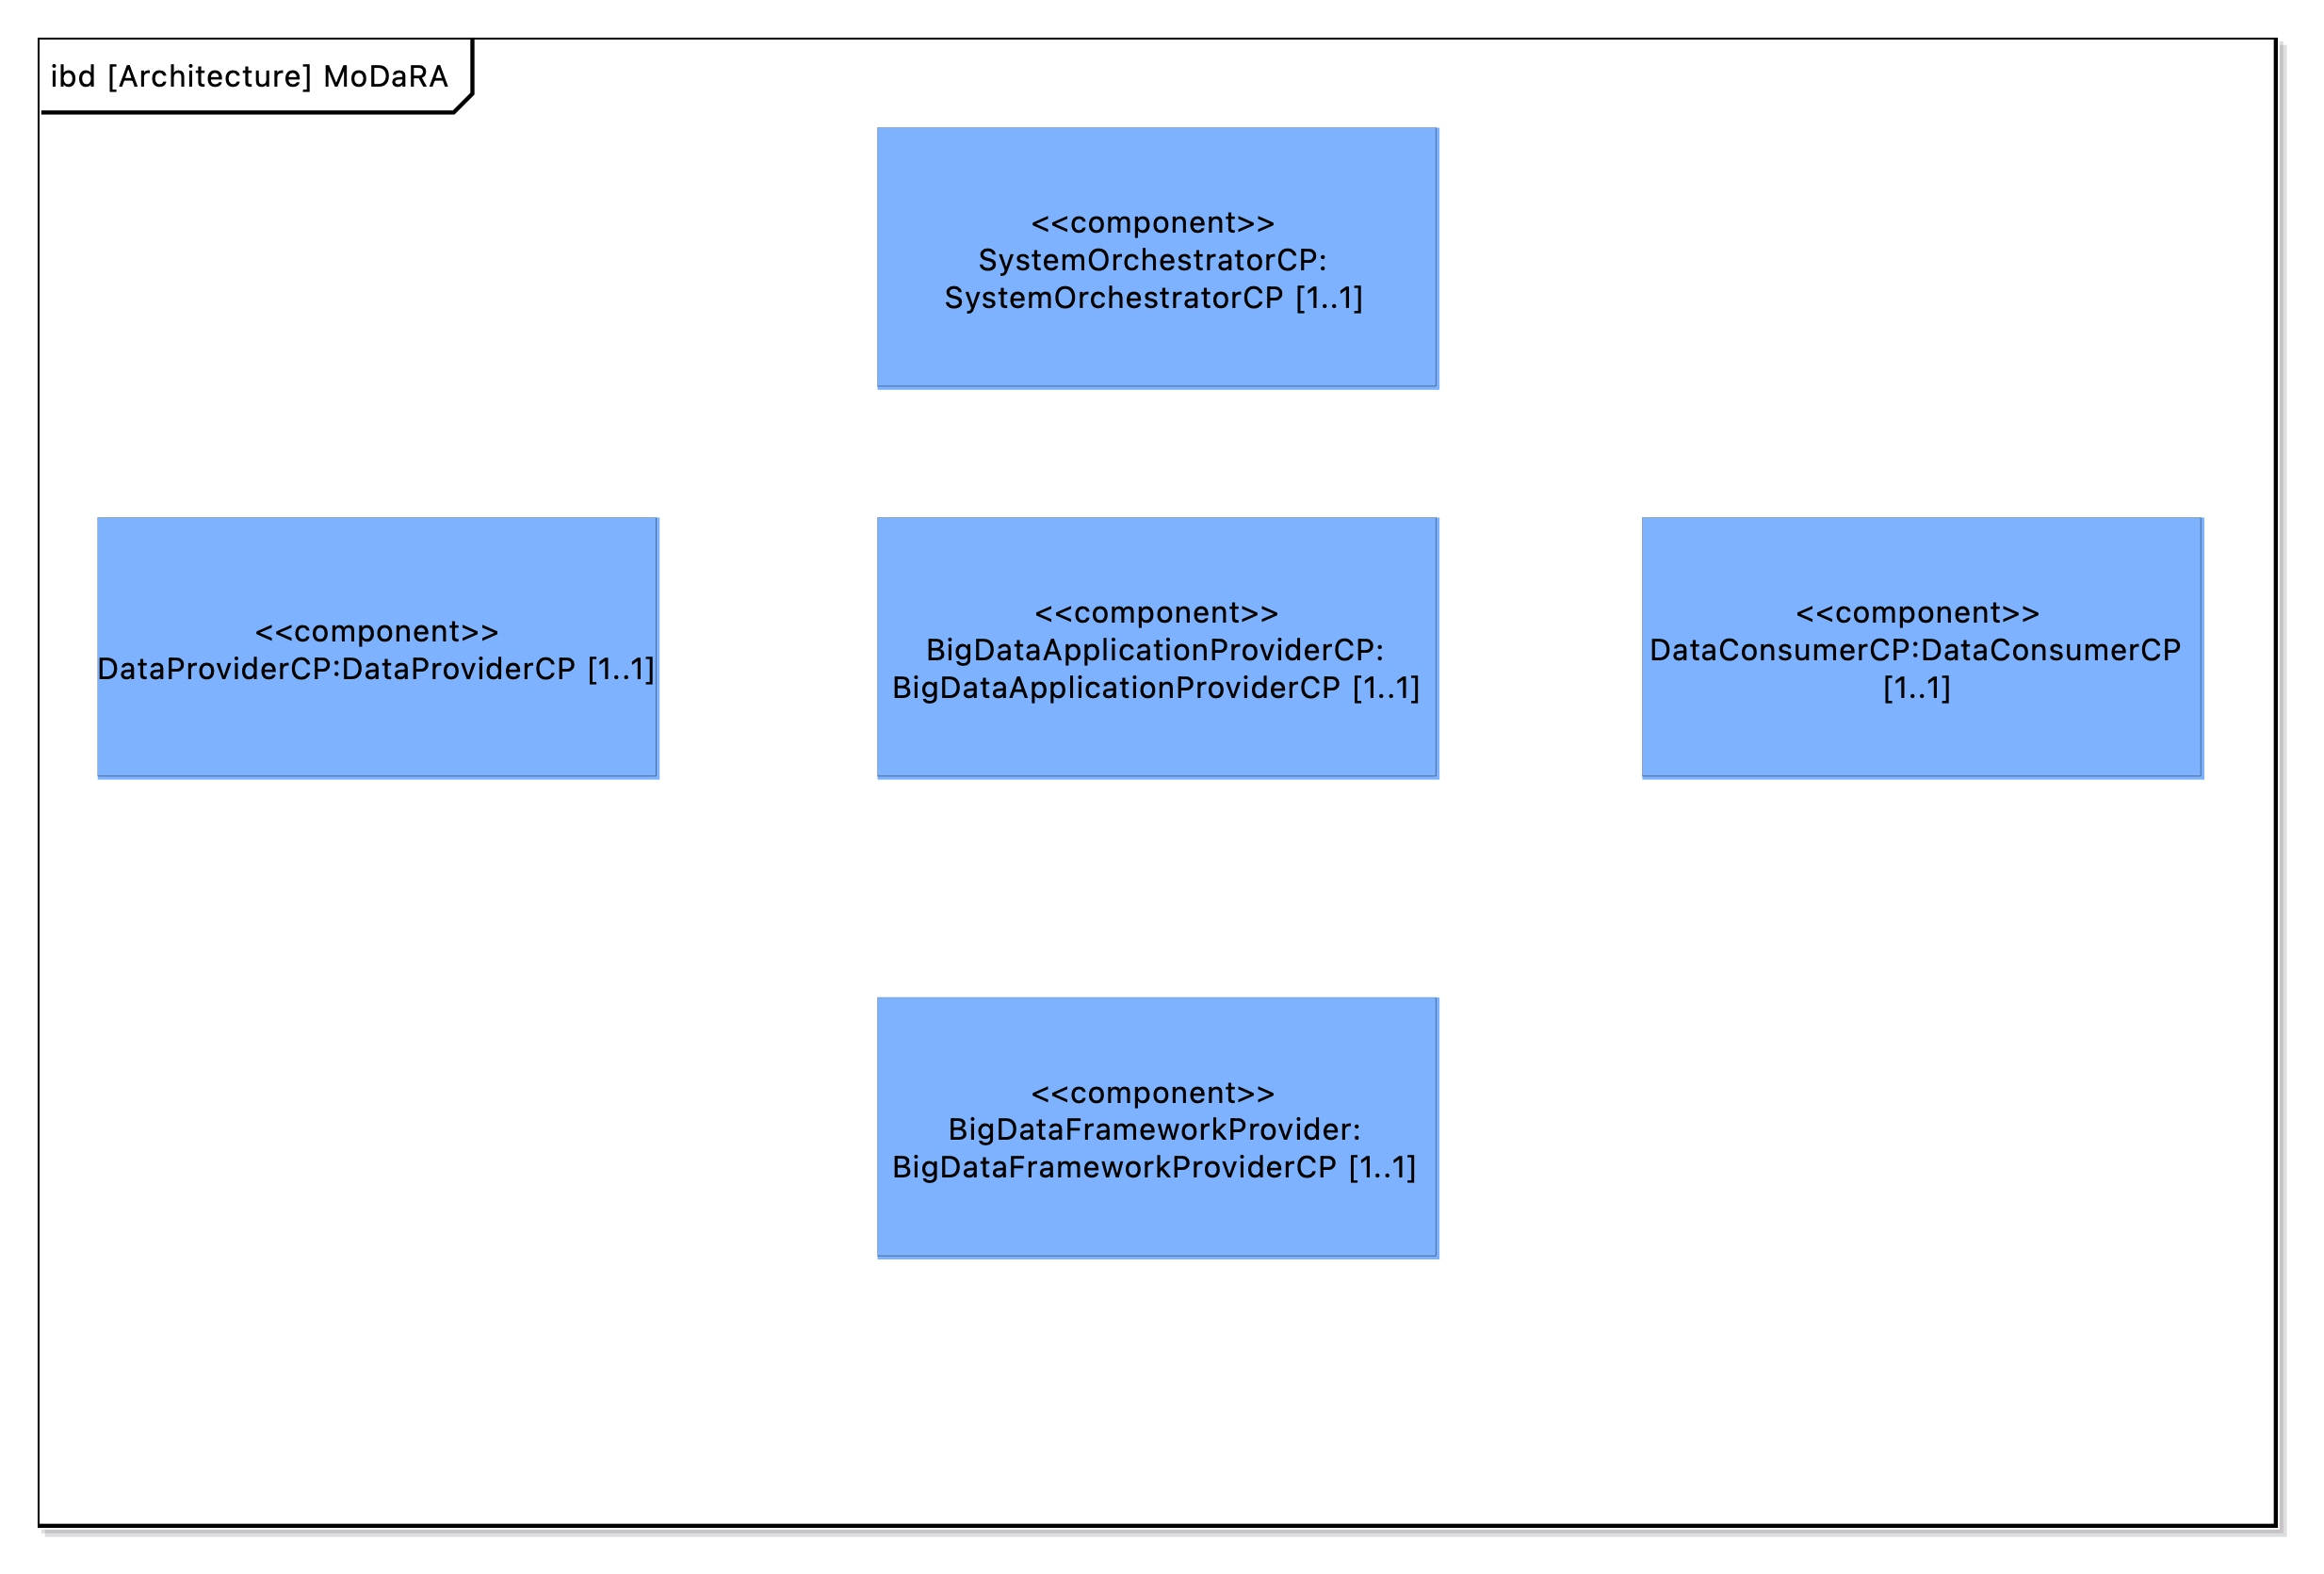 ibd [Architecture] MoDaRA
<<component>>
SystemOrchestratorCP:
SystemOrchestratorCP [1..1]
<<component>>
DataProviderCP:DataProviderCP [1..1]
<<component>>
BigDataApplicationProviderCP:
BigDataApplicationProviderCP [1..1]
<<component>>
DataConsumerCP:DataConsumerCP
[1..1]
<<component>>
BigDataFrameworkProvider:
BigDataFrameworkProviderCP [1..1]